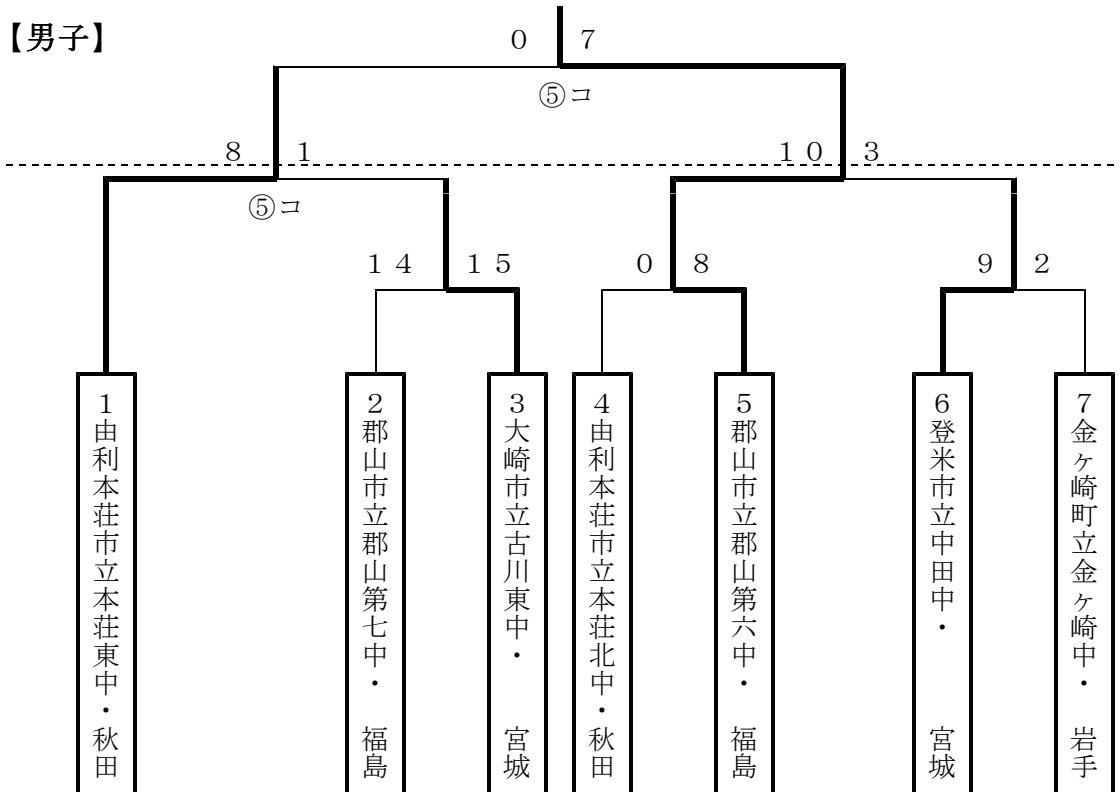 【男子】
０ ７
⑤コ
８ １
１０ ３
⑤コ
１４ １５
０ ８
９ ２
１由利本荘市立本荘東中・秋田
２郡山市立郡山第七中・　福島
３大崎市立古川東中・　　宮城
４由利本荘市立本荘北中・秋田
５郡山市立郡山第六中・　福島
６登米市立中田中・　　　宮城
７金ヶ崎町立金ヶ崎中・　岩手